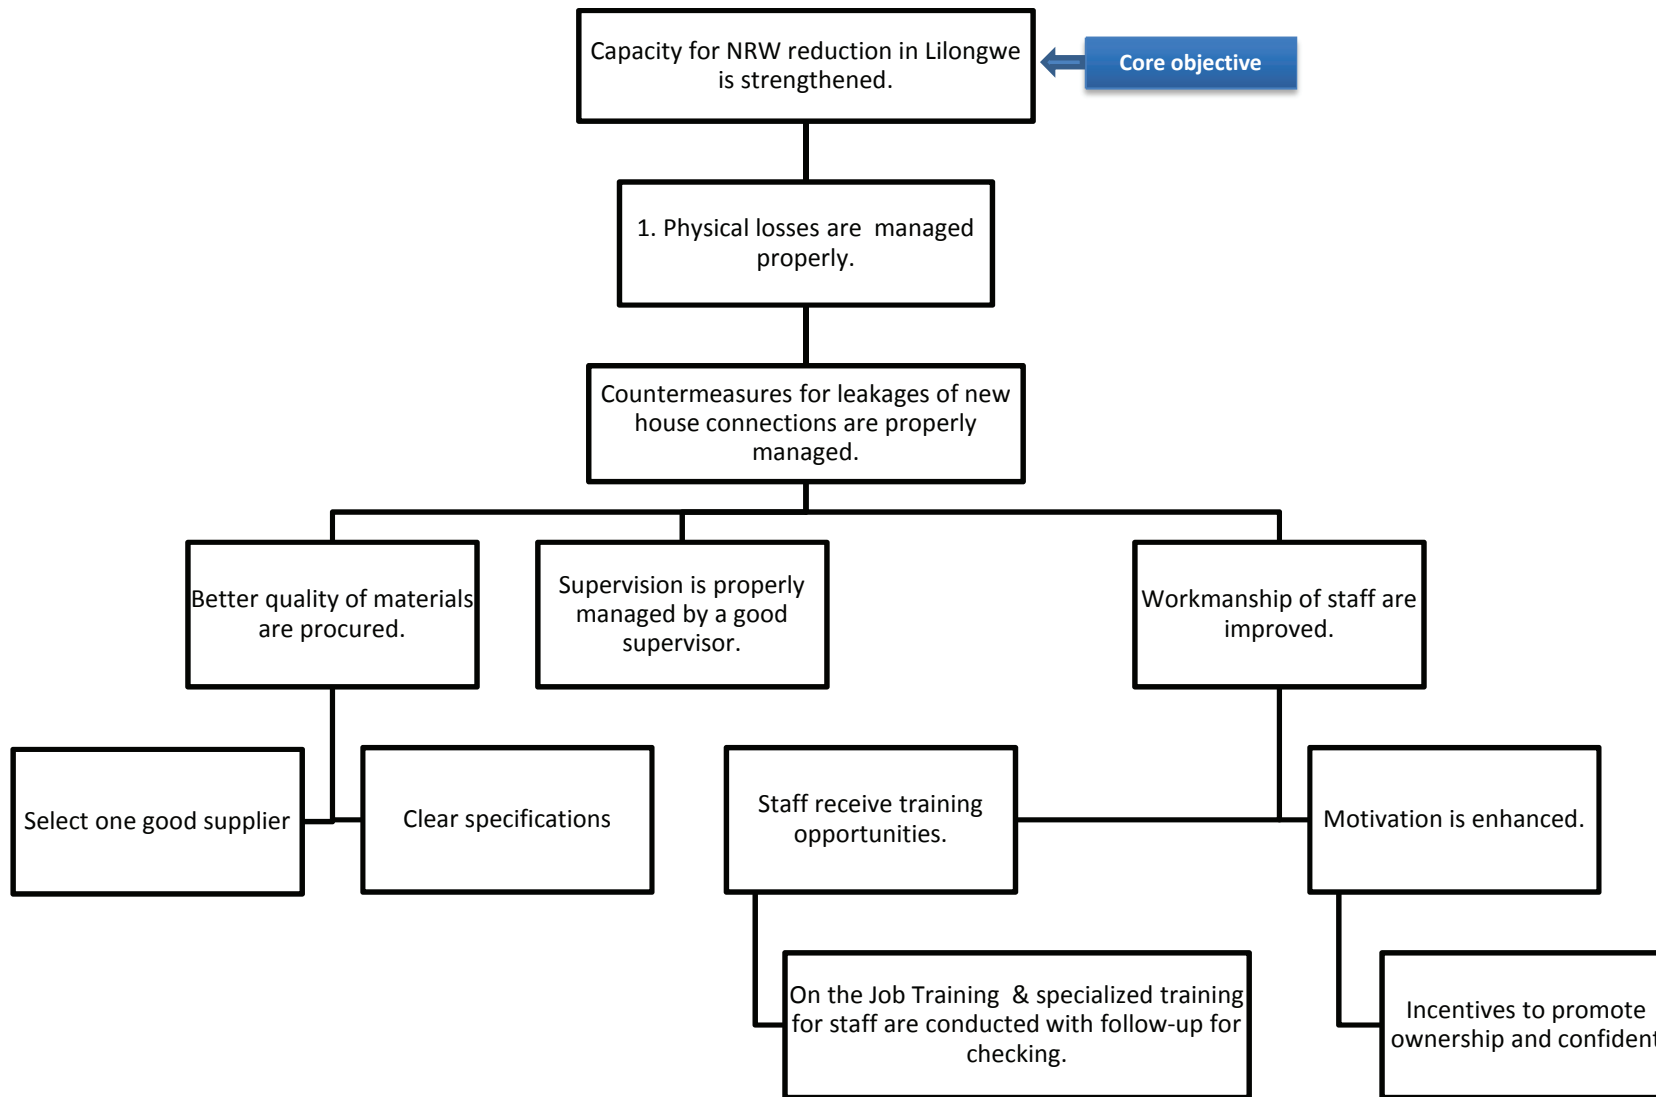 Capacity for NRW reduction in Lilongwe
is strengthened.
Core objective
1. Physical losses are managed
properly.
Countermeasures for leakages of new
house connections are properly
managed.
Better quality of materials
are procured.
Supervision is properly
managed by a good
supervisor.
Workmanship of staff are
improved.
Select one good supplier
Clear specifications
Staff receive training
opportunities.
Motivation is enhanced.
On the Job Training & specialized training
for staff are conducted with follow-up for
checking.
Incentives to promote
ownership and confident